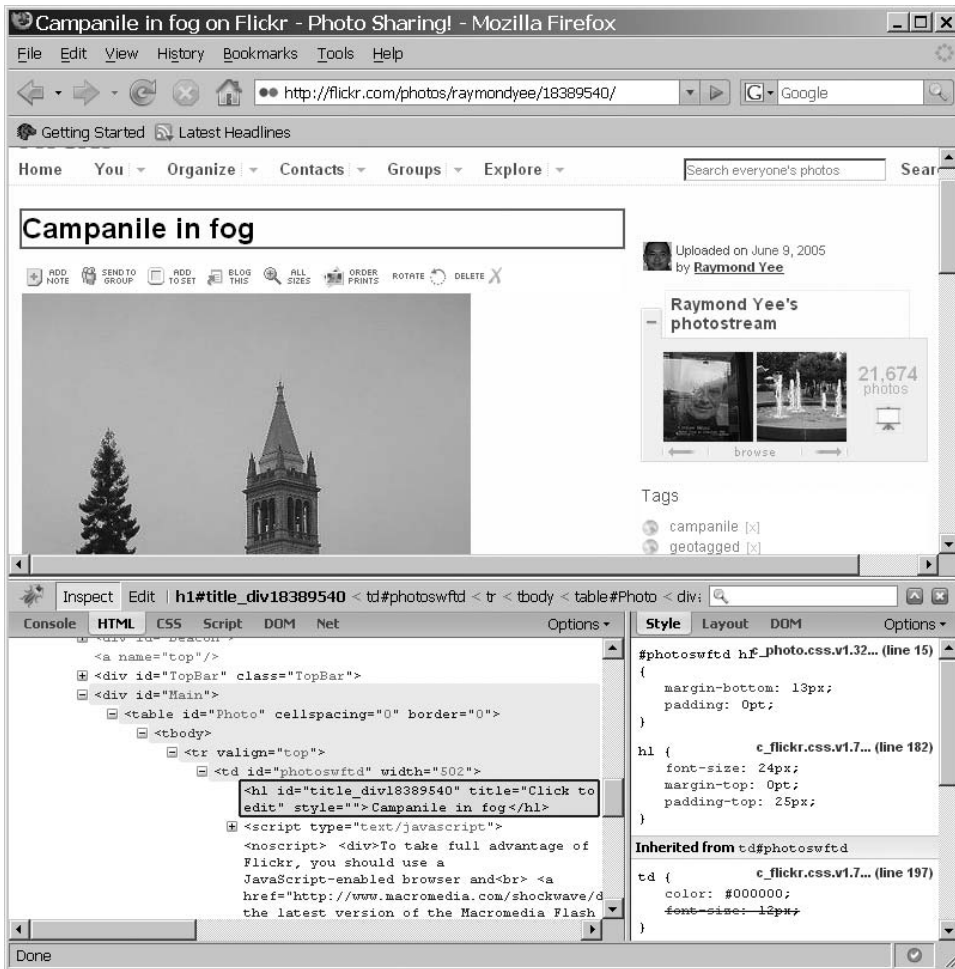 Campanile in fog on Flickr - Photo Sharing! - Mozilla Firefox
File Edit View History Bookmarks Tools Help
http://flickr.com/photos/raymondyee/18389540/
G Google
Getting Started Latest Headlines
Home You Organize Contacts Groups Explore Search everyone's photos Sear
Campanile in fog
Uploaded on June 9, 2005
by Raymond Yee
ADD NOTE SEND TO GROUP ADD TO SET BLOG THIS ALL SIZES ORDER PRINTS ROTATE DELETE
Raymond Yee's
photostream
21,674
photos
browse
Tags
campanile [x]
geotagged [x]
Inspect Edit h1#title_div18389540 < td#photoswftd < tr < tbody < table#Photo < div;
Console HTML CSS Script DOM Net Options
<div id="beacon">
<a name="top"/>
<div id="TopBar" class="TopBar">
<div id="Main">
<table id="Photo" cellspacing="0" border="0">
<tbody>
<tr valign="top">
<td id="photoswftd" width="502">
<h1 id="title_div18389540" title="Click to
edit" style="">Campanile in fog</h1>
<script type="text/javascript">
<noscript> <div>To take full advantage of
Flickr, you should use a
JavaScript-enabled browser and<br> <a
href="http://www.macromedia.com/shockwave/d
the latest version of the Macromedia Flash
Style Layout DOM Options
#photoswftd h1 c_photo.css.v1.32... (line 15)
{
margin-bottom: 13px;
padding: 0pt;
}
h1 { c_flickr.css.v1.7... (line 182)
font-size: 24px;
margin-top: 0pt;
padding-top: 25px;
}
Inherited from td#photoswftd
td { c_flickr.css.v1.7... (line 197)
color: #000000;
font-size: 12px;
}
Done